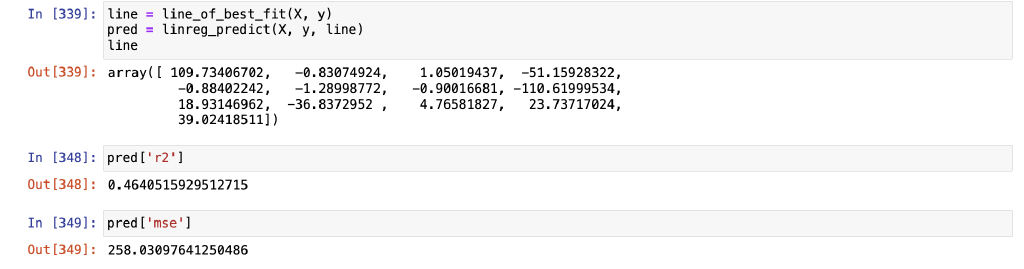 In [339]: line = line_of_best_fit(X, y)
pred = linreg_predict(X, y, line)
line
Out[339]: array([ 109.73406702,   -0.83074924,    1.05019437,  -51.15928322,
-0.88402242,   -1.28998772,   -0.90016681, -110.61999534,
18.93146962,  -36.8372952 ,    4.76581827,   23.73717024,
39.02418511])
In [348]: pred['r2']
Out[348]: 0.4640515929512715
In [349]: pred['mse']
Out[349]: 258.03097641250486